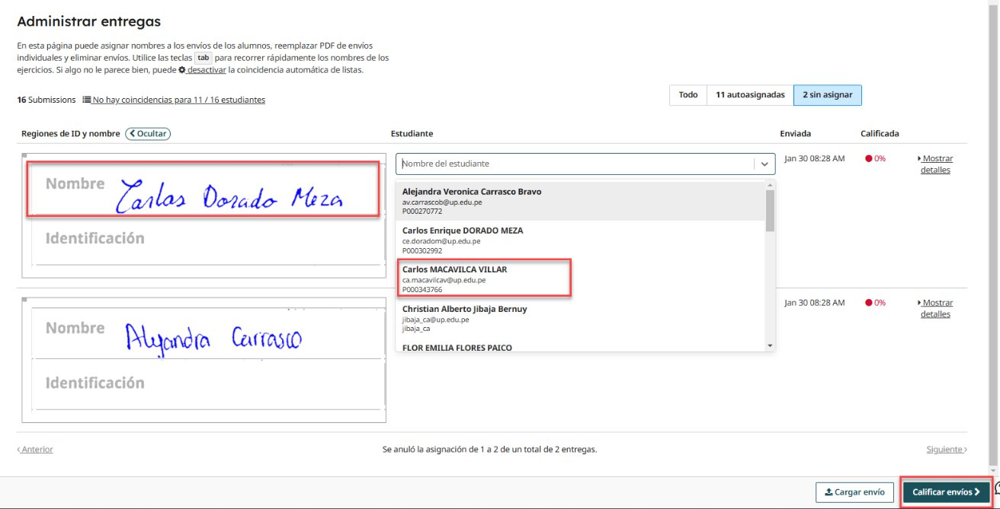 Administrar entregas
En esta página puede asignar nombres a los envíos de los alumnos, reemplazar PDF de envíos
individuales y eliminar envíos. Utilice las teclas tab para recorrer rápidamente los nombres de los
ejercicios. Si algo no le parece bien, puede desactivar la coincidencia automática de listas.
16 Submissions No hay coincidencias para 11 / 16 estudiantes
Todo 11 autoasignadas 2 sin asignar
Regiones de ID y nombre Ocultar Estudiante Enviada Calificada
Nombre Carlos Dorado Meza
Identificación
Nombre del estudiante
Alejandra Veronica Carrasco Bravo
av.carrascob@up.edu.pe
P000270772
Carlos Enrique DORADO MEZA
ce.doradom@up.edu.pe
P000302992
Carlos MACAVILCA VILLAR
ca.macavilcav@up.edu.pe
P000343766
Christian Alberto Jibaja Bernuy
jibaja_ca@up.edu.pe
jibaja_ca
FLOR EMILIA FLORES PAICO
Jan 30 08:28 AM 0% Mostrar
detalles
Nombre Alejandra Carrasco
Identificación
Jan 30 08:28 AM 0% Mostrar
detalles
Anterior Se anuló la asignación de 1 a 2 de un total de 2 entregas. Siguiente
Cargar envío Calificar envíos